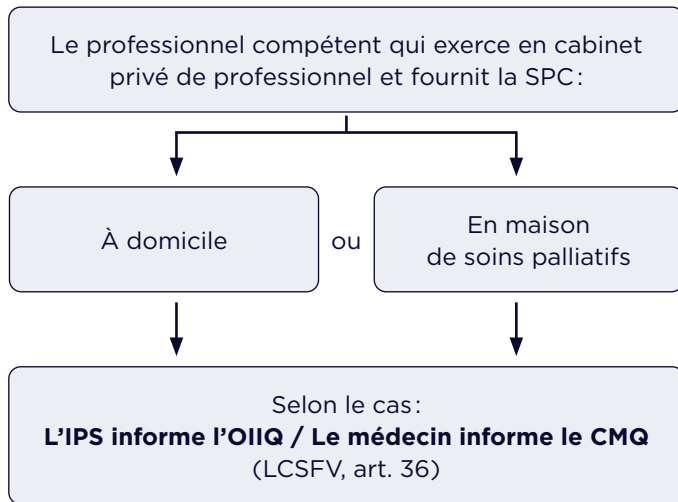 Le professionnel compétent qui exerce en cabinet
privé de professionnel et fournit la SPC :
À domicile
ou
En maison
de soins palliatifs
Selon le cas :
L’IPS informe l’OIIQ / Le médecin informe le CMQ
(LCSFV, art. 36)